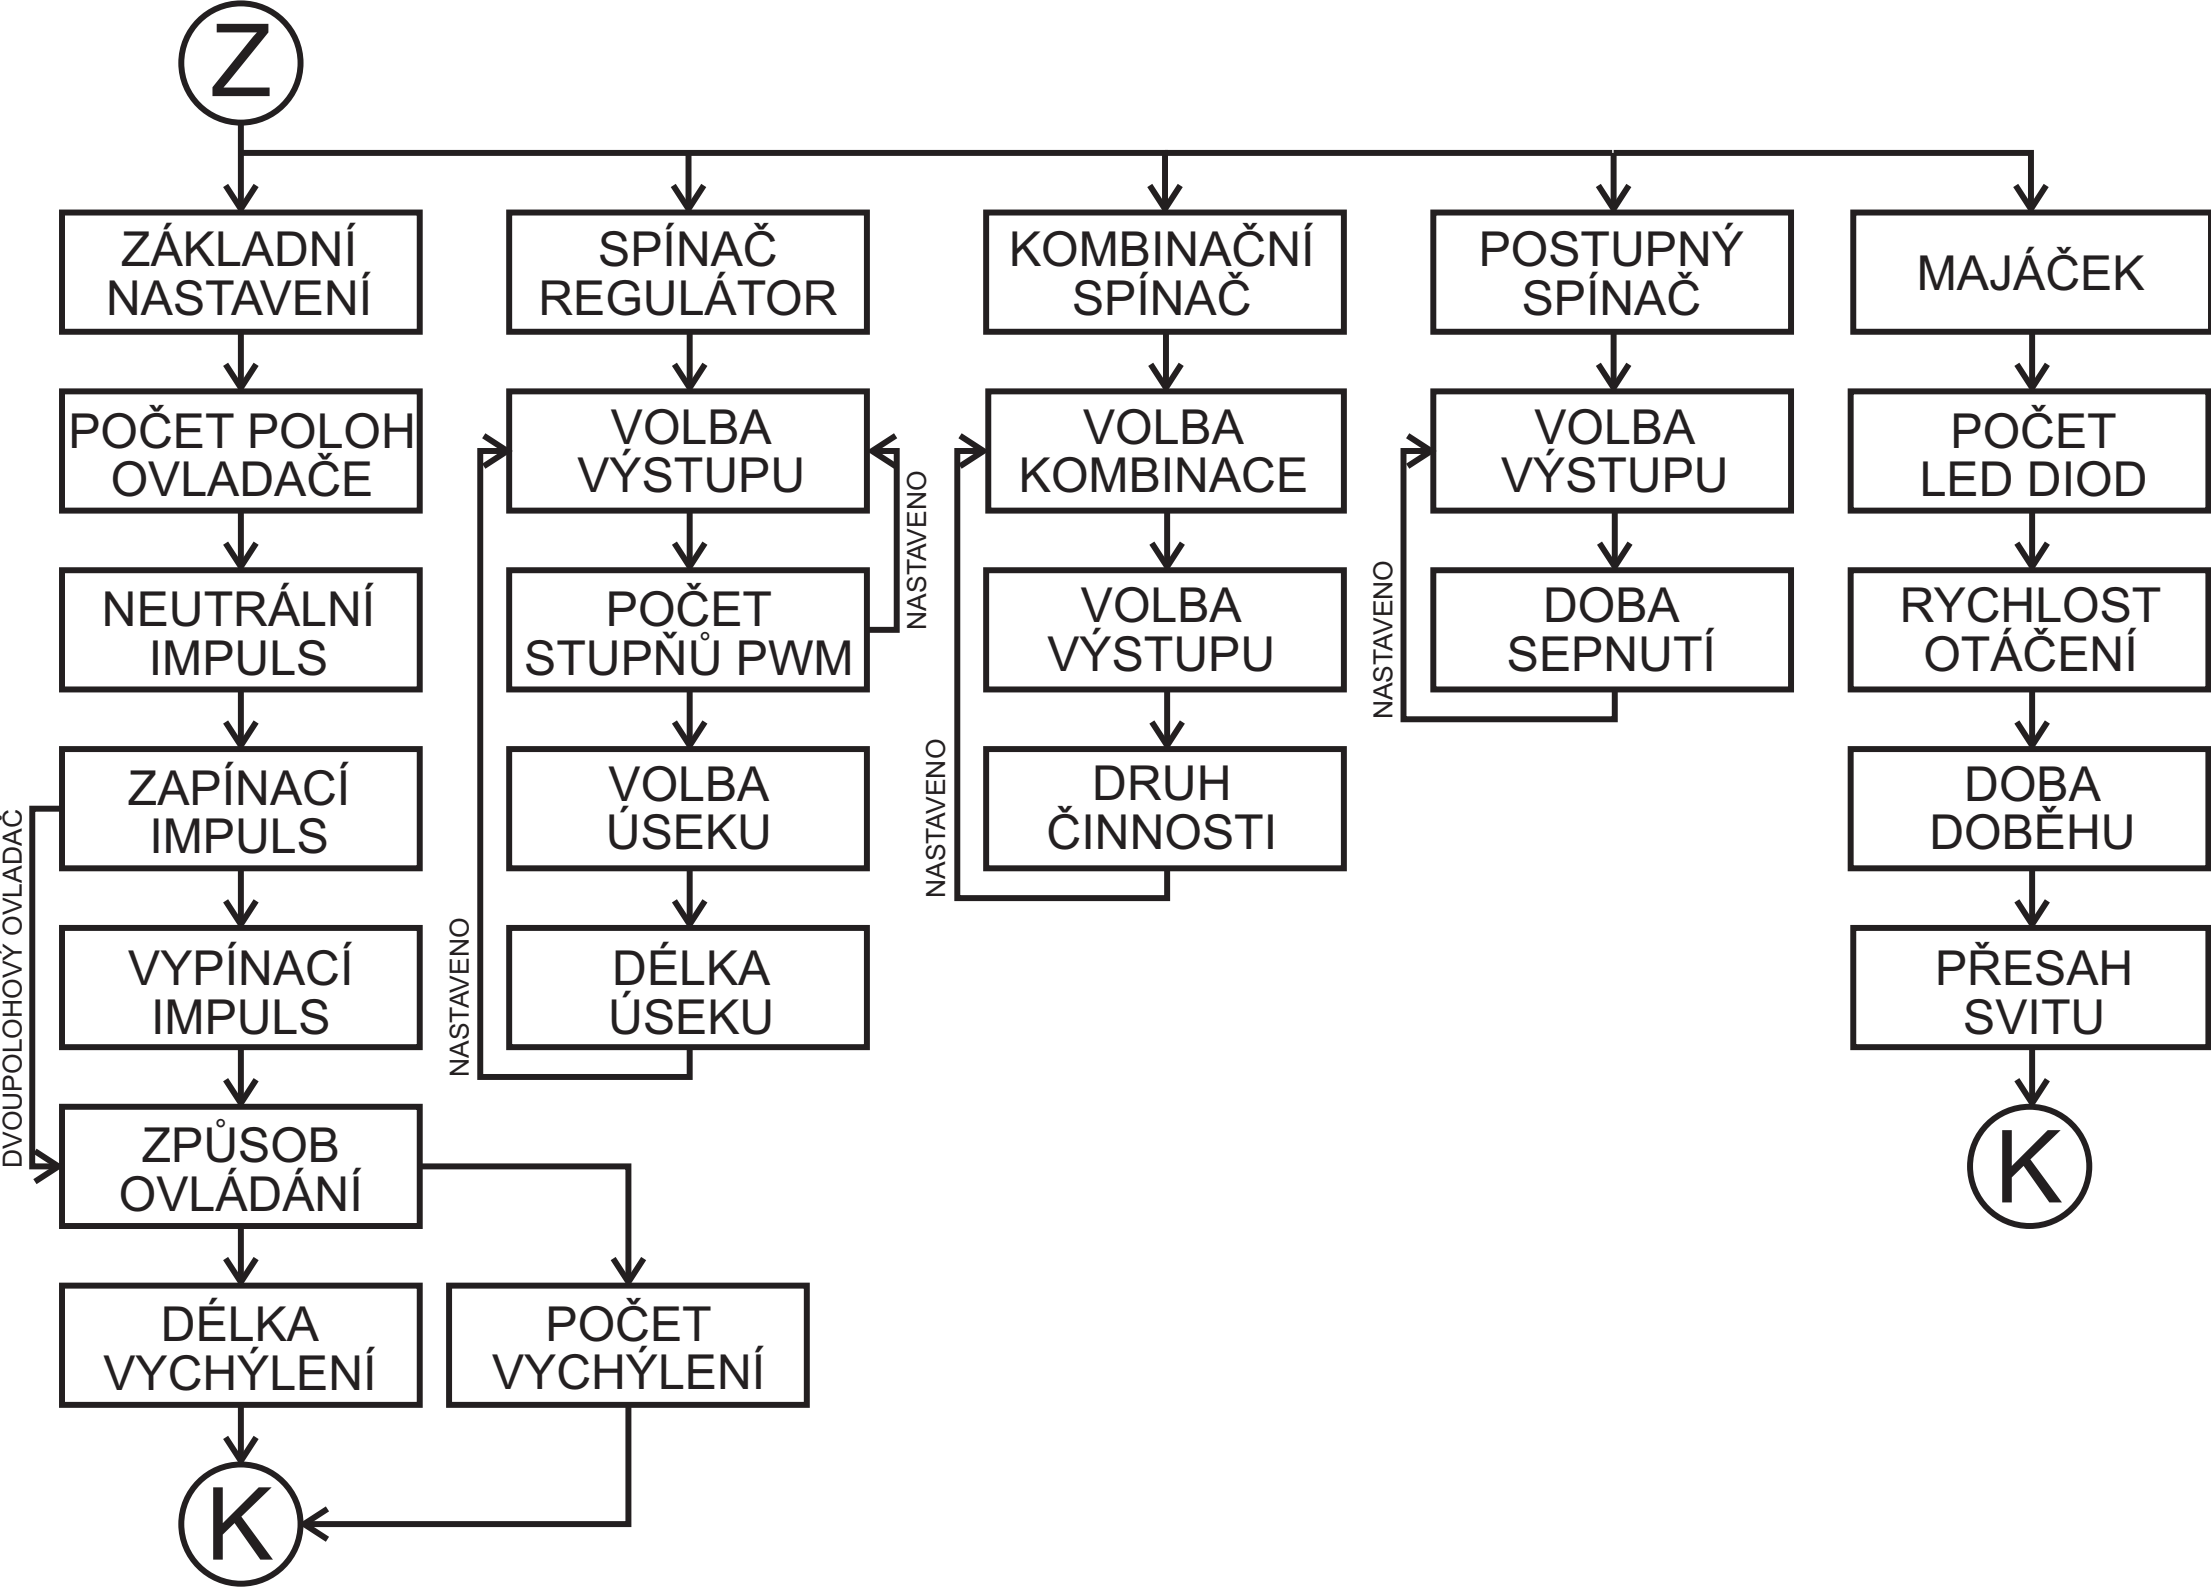 Z
ZÁKLADNÍ
NASTAVENÍ
POČET POLOH
OVLADAČE
NEUTRÁLNÍ
IMPULS
ZAPÍNACÍ
IMPULS
DVOUPOLOHOVÝ OVLADAČ
VYPÍNACÍ
IMPULS
ZPŮSOB
OVLÁDÁNÍ
DÉLKA
VYCHÝLENÍ
POČET
VYCHÝLENÍ
K
SPÍNAČ
REGULÁTOR
VOLBA
VÝSTUPU
NASTAVENO
POČET
STUPŇŮ PWM
VOLBA
ÚSEKU
DÉLKA
ÚSEKU
NASTAVENO
KOMBINAČNÍ
SPÍNAČ
VOLBA
KOMBINACE
VOLBA
VÝSTUPU
DRUH
ČINNOSTI
NASTAVENO
POSTUPNÝ
SPÍNAČ
VOLBA
VÝSTUPU
DOBA
SEPNUTÍ
NASTAVENO
MAJÁČEK
POČET
LED DIOD
RYCHLOST
OTÁČENÍ
DOBA
DOBĚHU
PŘESAH
SVITU
K